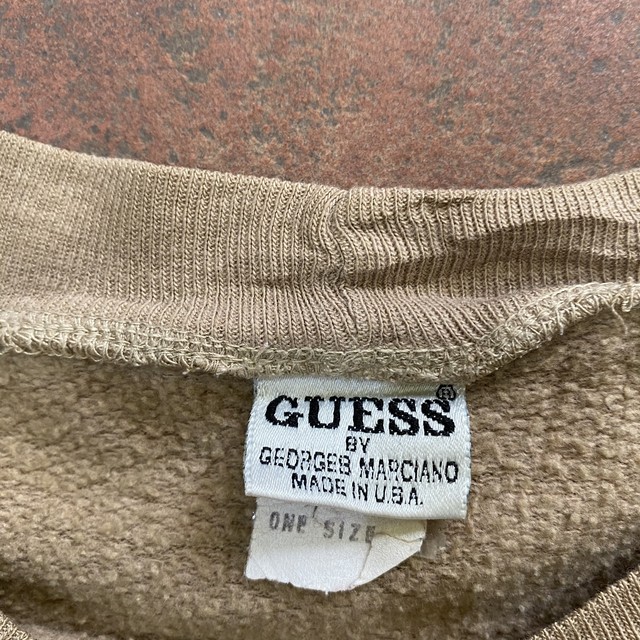 GUESS®
BY
GEORGES MARCIANO
MADE IN U.S.A.
ONE SIZE